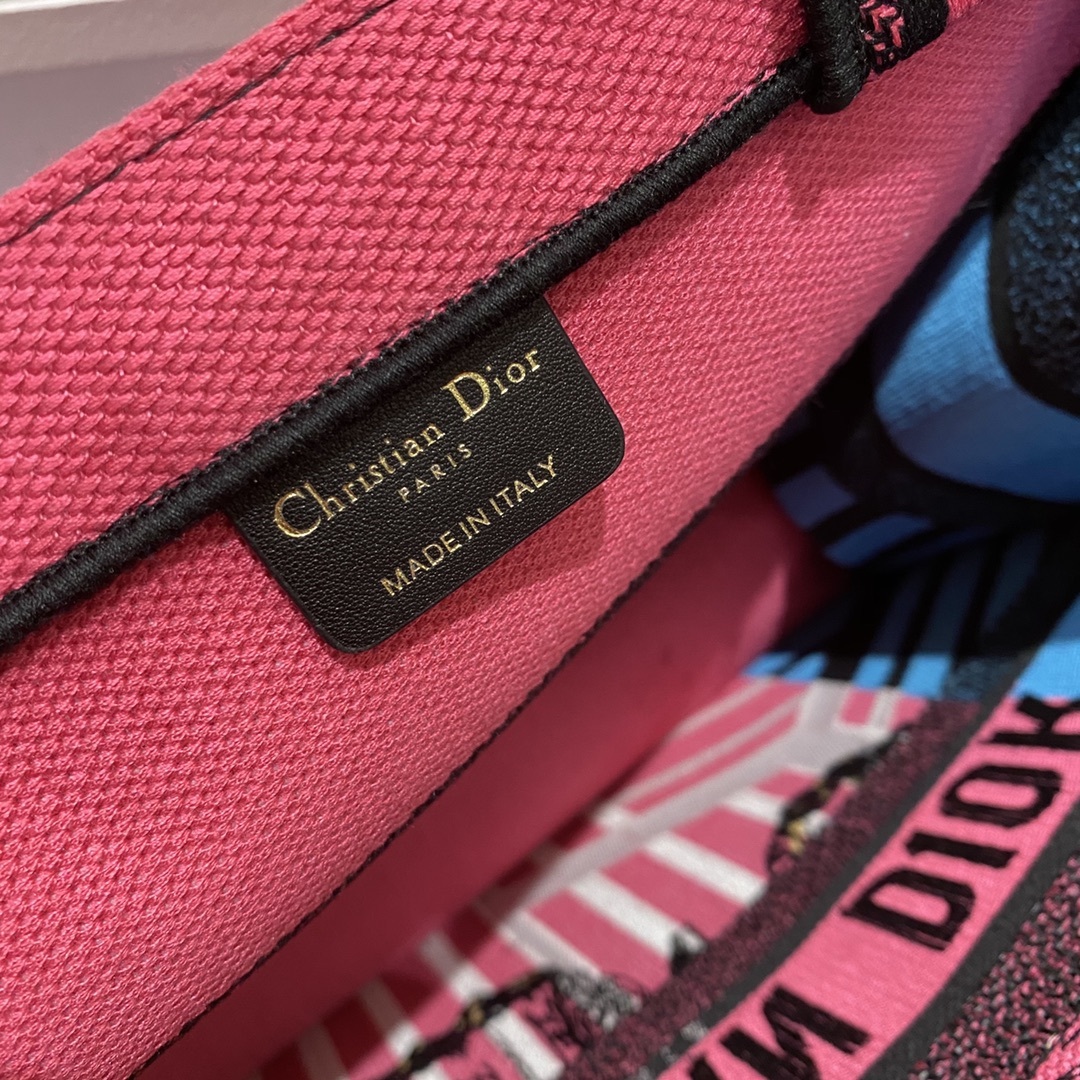 Christian Dior
PARIS
MADE IN ITALY
DIOR